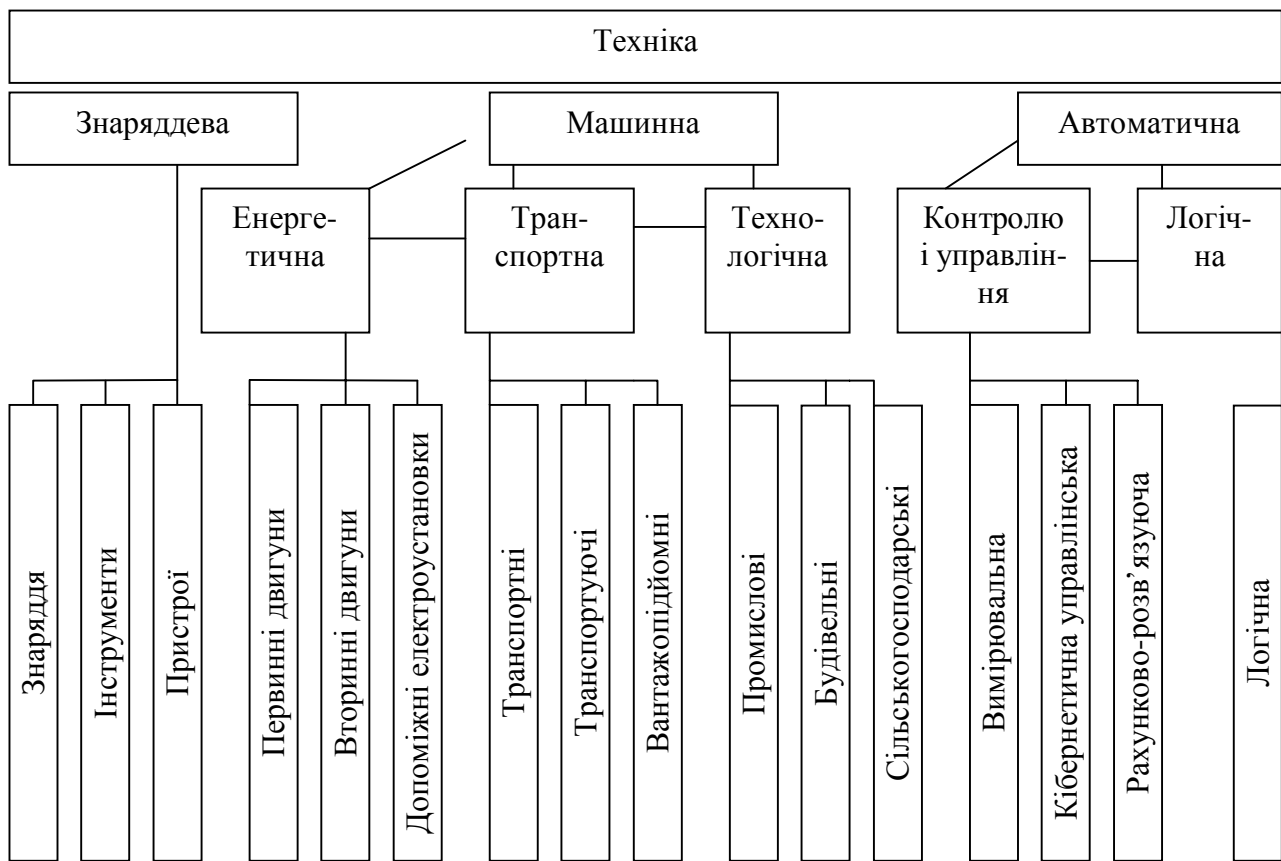 Техніка
Знаряддева
Машинна
Автоматична
Енерге-
тична
Тран-
спортна
Техно-
логічна
Контролю
і управлін-
ня
Логіч-
на
Знаряддя
Інструменти
Пристрої
Первинні двигуни
Вторинні двигуни
Допоміжні електроустановки
Транспортні
Транспортуючі
Вантажопідйомні
Промислові
Будівельні
Сільськогосподарські
Вимірювальна
Кібернетична управлінська
Рахунково-розв’язуюча
Логічна